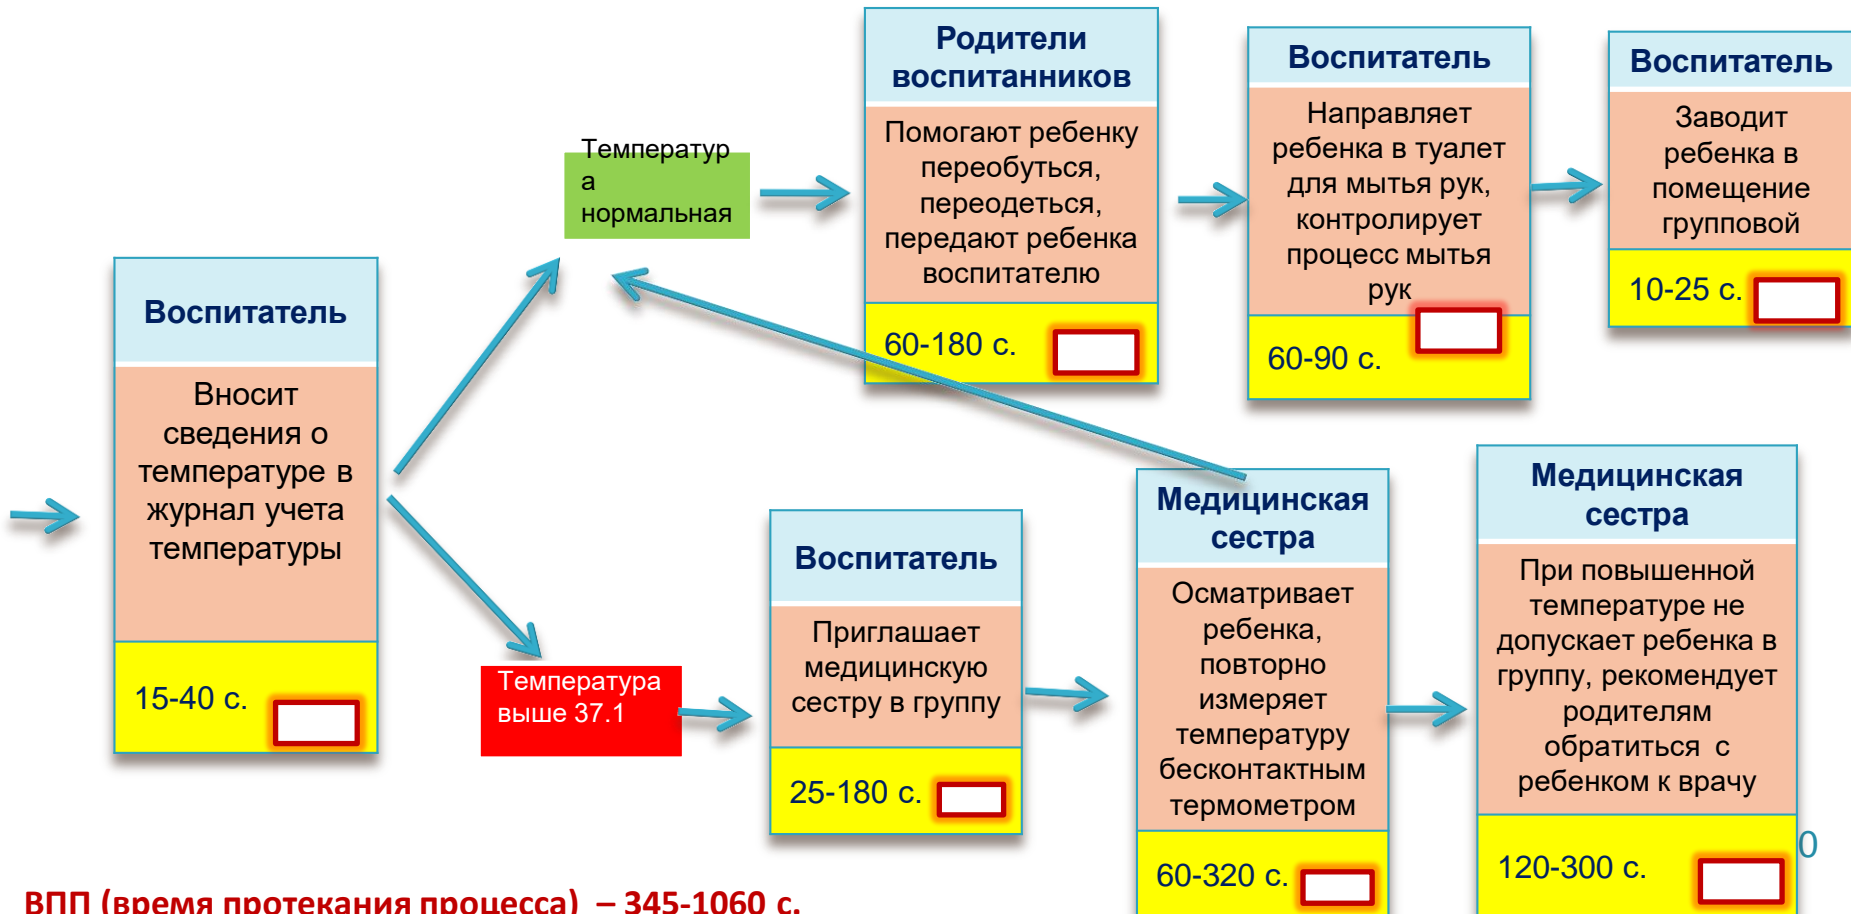 Родители
воспитанников
Помогают ребенку
переобуться,
переодеться,
передают ребенка
воспитателю
60-180 с.
Воспитатель
Направляет
ребенка в туалет
для мытья рук,
контролирует
процесс мытья
рук
60-90 с.
Воспитатель
Заводит
ребенка в
помещение
групповой
10-25 с.
Температур
а
нормальная
Воспитатель
Вносит
сведения о
температуре в
журнал учета
температуры
15-40 с.
Температура
выше 37.1
Воспитатель
Приглашает
медицинскую
сестру в группу
25-180 с.
Медицинская
сестра
Осматривает
ребенка,
повторно
измеряет
температуру
бесконтактным
термометром
60-320 с.
Медицинская
сестра
При повышенной
температуре не
допускает ребенка в
группу, рекомендует
родителям
обратиться с
ребенком к врачу
120-300 с.
0
ВПП (время протекания процесса) – 345-1060 с.